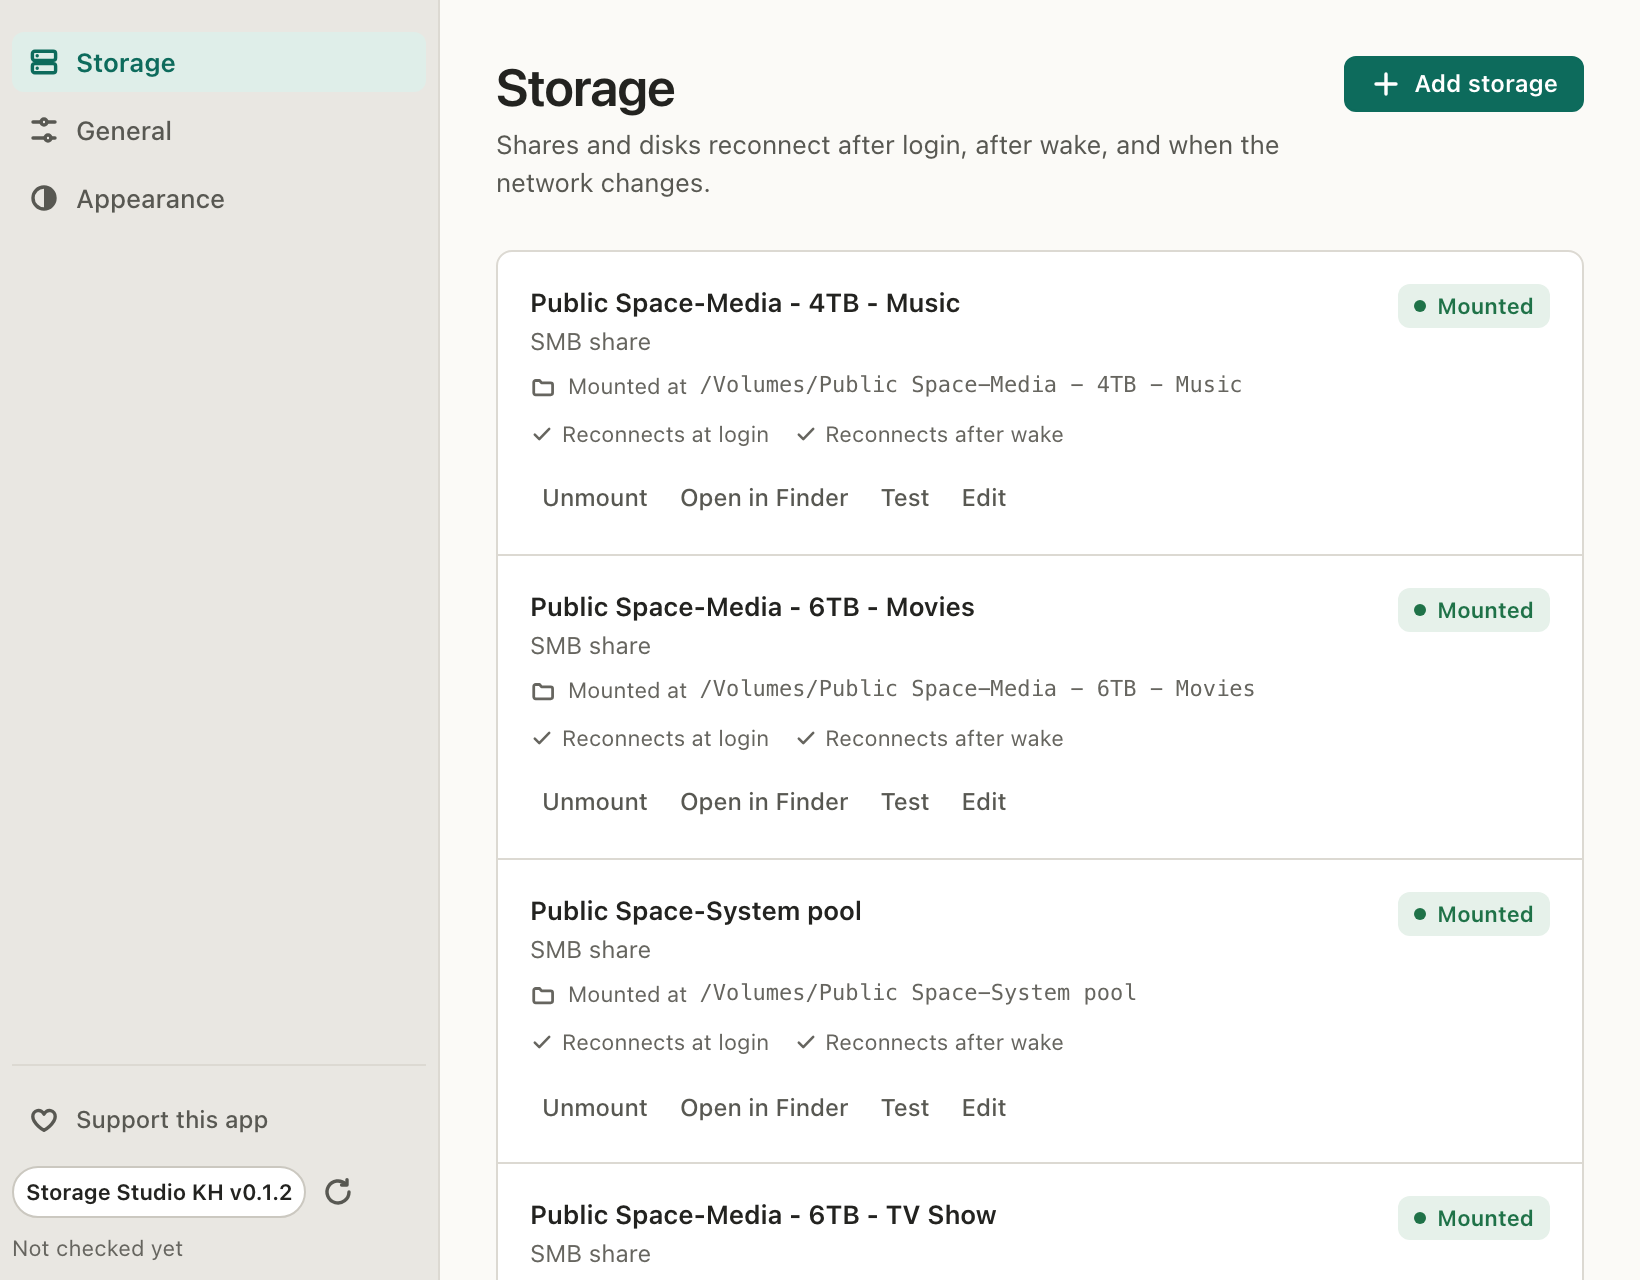 Storage
General
Appearance
Support this app
Storage Studio KH v0.1.2
Not checked yet
Storage
Add storage
Shares and disks reconnect after login, after wake, and when the
network changes.
Public Space-Media - 4TB - Music
Mounted
SMB share
Mounted at /Volumes/Public Space-Media - 4TB - Music
Reconnects at login Reconnects after wake
Unmount Open in Finder Test Edit
Public Space-Media - 6TB - Movies
Mounted
SMB share
Mounted at /Volumes/Public Space-Media - 6TB - Movies
Reconnects at login Reconnects after wake
Unmount Open in Finder Test Edit
Public Space-System pool
Mounted
SMB share
Mounted at /Volumes/Public Space-System pool
Reconnects at login Reconnects after wake
Unmount Open in Finder Test Edit
Public Space-Media - 6TB - TV Show
Mounted
SMB share